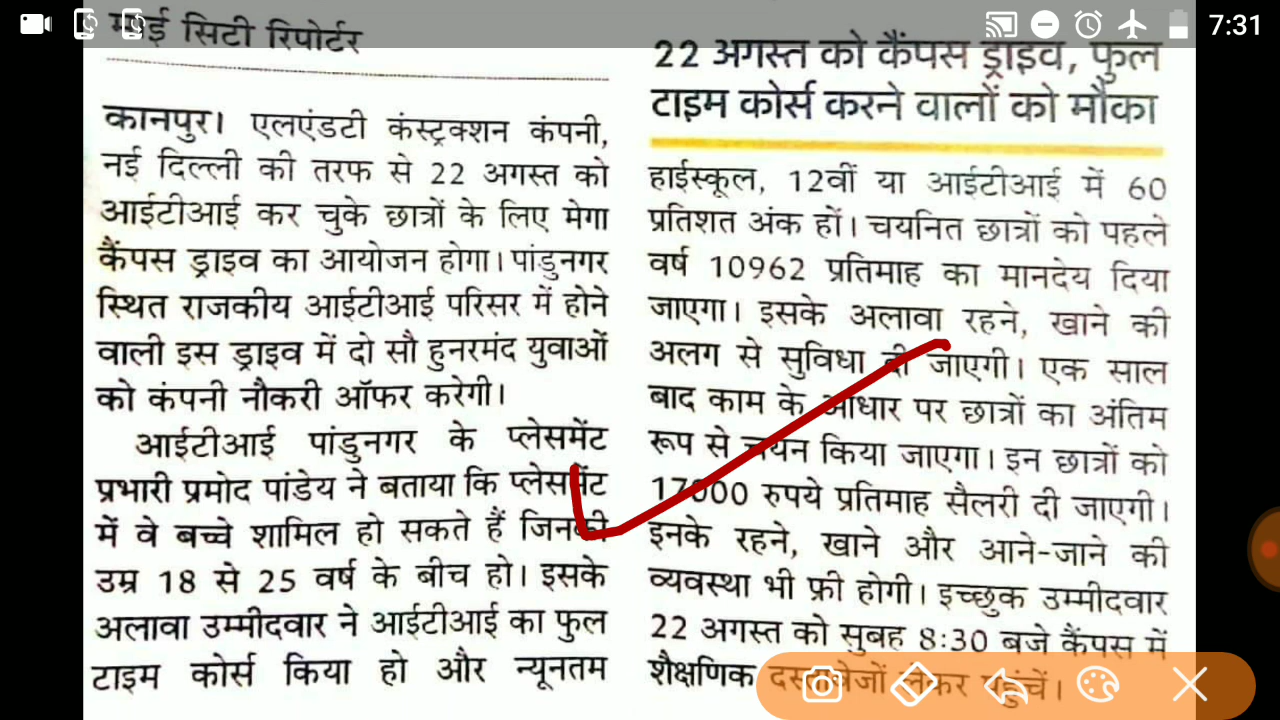 7:31
माई सिटी रिपोर्टर
कानपुर। एलएंडटी कंस्ट्रक्शन कंपनी,
नई दिल्ली की तरफ से 22 अगस्त को
आईटीआई कर चुके छात्रों के लिए मेगा
कैंपस ड्राइव का आयोजन होगा। पांडुनगर
स्थित राजकीय आईटीआई परिसर में होने
वाली इस ड्राइव में दो सौ हुनरमंद युवाओं
को कंपनी नौकरी ऑफर करेगी।
आईटीआई पांडुनगर के प्लेसमेंट
प्रभारी प्रमोद पांडेय ने बताया कि प्लेसमेंट
में वे बच्चे शामिल हो सकते हैं जिनकी
उम्र 18 से 25 वर्ष के बीच हो। इसके
अलावा उम्मीदवार ने आईटीआई का फुल
टाइम कोर्स किया हो और न्यूनतम
22 अगस्त को कैंपस ड्राइव, फुल
टाइम कोर्स करने वालों को मौका
हाईस्कूल, 12वीं या आईटीआई में 60
प्रतिशत अंक हों। चयनित छात्रों को पहले
वर्ष 10962 प्रतिमाह का मानदेय दिया
जाएगा। इसके अलावा रहने, खाने की
अलग से सुविधा दी जाएगी। एक साल
बाद काम के आधार पर छात्रों का अंतिम
रूप से चयन किया जाएगा। इन छात्रों को
17000 रुपये प्रतिमाह सैलरी दी जाएगी।
इनके रहने, खाने और आने-जाने की
व्यवस्था भी फ्री होगी। इच्छुक उम्मीदवार
22 अगस्त को सुबह 8:30 बजे कैंपस में
शैक्षणिक दस्तावेजों लेकर पहुंचें।